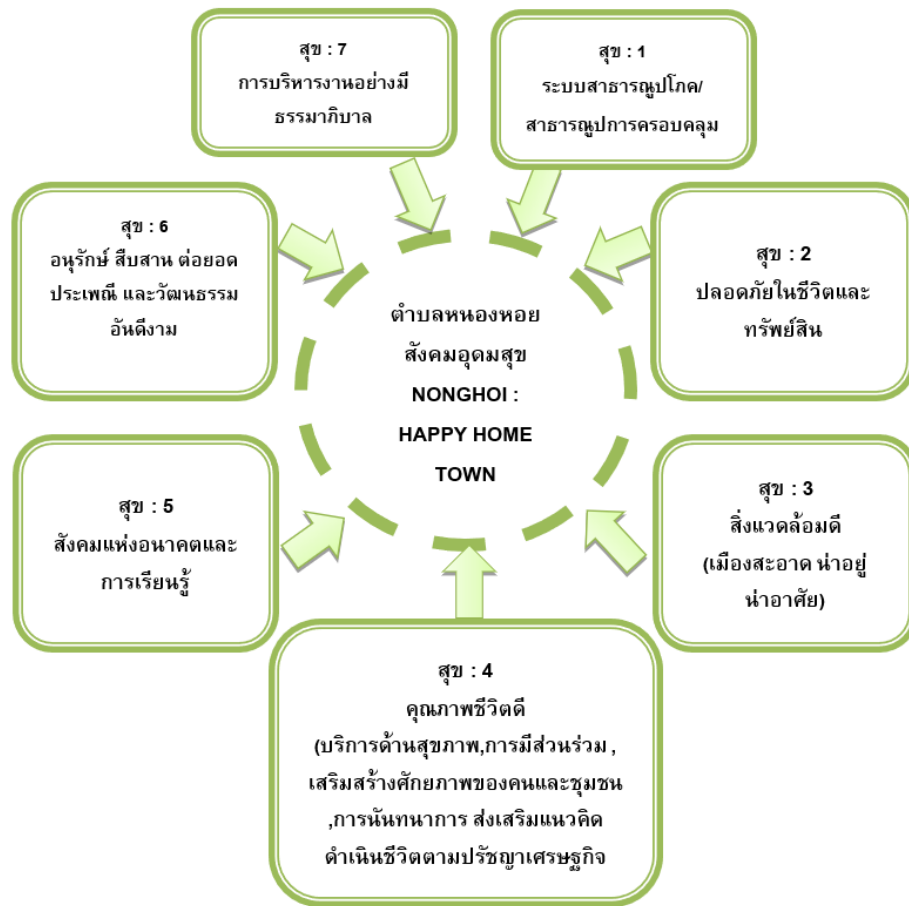 สุข : 7
การบริหารงานอย่างมี
ธรรมาภิบาล
สุข : 1
ระบบสาธารณูปโภค/
สาธารณูปการครอบคลุม
สุข : 6
อนุรักษ์ สืบสาน ต่อยอด
ประเพณี และวัฒนธรรม
อันดีงาม
สุข : 2
ปลอดภัยในชีวิตและ
ทรัพย์สิน
ตำบลหนองหอย
สังคมอุดมสุข
NONGHOI :
HAPPY HOME
TOWN
สุข : 5
สังคมแห่งอนาคตและ
การเรียนรู้
สุข : 3
สิ่งแวดล้อมดี
(เมืองสะอาด น่าอยู่
น่าอาศัย)
สุข : 4
คุณภาพชีวิตดี
(บริการด้านสุขภาพ,การมีส่วนร่วม ,
เสริมสร้างศักยภาพของคนและชุมชน
,การนันทนาการ ส่งเสริมแนวคิด
ดำเนินชีวิตตามปรัชญาเศรษฐกิจ